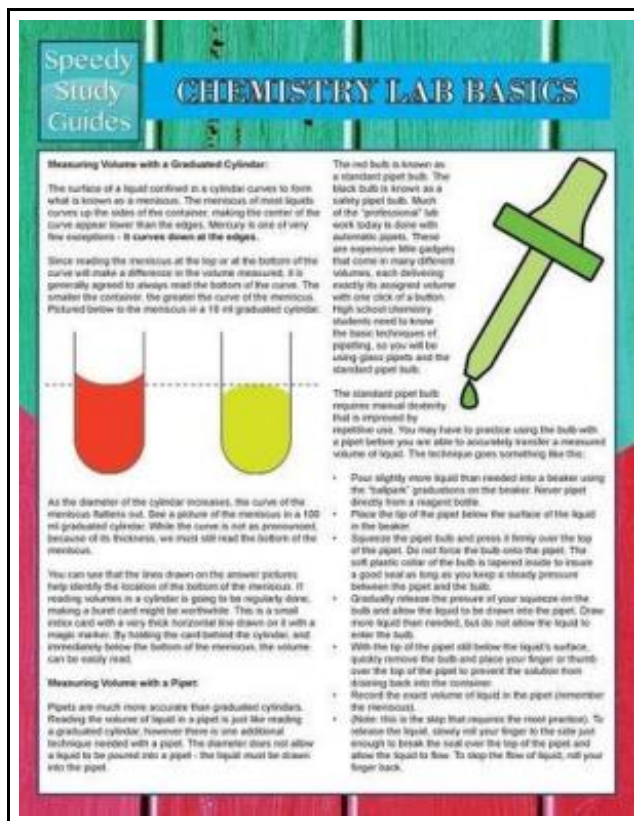 Speedy
Study
Guides
CHEMISTRY LAB BASICS
Measuring Volume with a Graduated Cylindar:
The surface of a liquid confined in a cylinder curves to form
what is known as a meniscus. The meniscus of most liquids
curves up the sides of the container, making the center of the
curve appear lower than the edges. Mercury is one of very
few exceptions - it curves down at the edges.
Since reading the meniscus at the top or at the bottom of the
curve will make a difference in the volume measured, it is
generally agreed to always read the bottom of the curve. The
smaller the container, the greater the curve of the meniscus.
Pictured below is the meniscus in a 10 ml graduated cylindar.
As the diameter of the cylindar increases, the curve of the
meniscus flattens out. See a picture of the meniscus in a 100
ml graduated cylindar. While the curve is not as pronounced,
because of its thickness, we must still read the bottom of the
meniscus.
You can see that the lines drawn on the answer pictures
help identify the location of the bottom of the meniscus. If
reading volumes in a cylindar is going to be regularly done,
making a buret card might be worthwhile. This is a small
index card with a very thick horizontal line drawn on it with a
magic marker. By holding the card behind the cylindar, and
immediately below the bottom of the meniscus, the volume
can be easily read.
Measuring Volume with a Pipet:
Pipets are much more accurate than graduated cylindars.
Reading the volume of liquid in a pipet is just like reading
a graduated cylindar, however there is one additional
technique needed with a pipet. The diameter does not allow
a liquid to be poured into a pipet - the liquid must be drawn
into the pipet.
The red bulb is known as
a standard pipet bulb. The
black bulb is known as a
safety pipet bulb. Much
of the "professional" lab
work today is done with
automatic pipets. These
are expensive little gadgets
that come in many different
volumes, each delivering
exactly its assigned volume
with one click of a button.
High school chemistry
students need to know
the basic techniques of
pipetting, so you will be
using glass pipets and the
standard pipet bulb.
The standard pipet bulb
requires manual dexterity
that is improved by
repetitive use. You may have to practice using the bulb with
a pipet before you are able to accurately transfer a measured
volume of liquid. The technique goes something like this:
• Pour slightly more liquid than needed into a beaker using
the "ballpark" graduations on the beaker. Never pipet
directly from a reagent bottle.
• Place the tip of the pipet below the surface of the liquid
in the beaker.
• Squeeze the pipet bulb and press it firmly over the top
of the pipet. Do not force the bulb onto the pipet. The
soft plastic collar of the bulb is tapered inside to insure
a good seal as long as you keep a steady pressure
between the pipet and the bulb.
• Gradually release the presure of your squeeze on the
bulb and allow the liquid to be drawn into the pipet. Draw
more liquid than needed, but do not allow the liquid to
enter the bulb.
• With the tip of the pipet still below the liquid's surface,
quickly remove the bulb and place your finger or thumb
over the top of the pipet to prevent the solution from
draining back into the container.
• Record the exact volume of liquid in the pipet (remember
the meniscus).
• (Note: this is the step that requires the most practice). To
release the liquid, slowly roll your finger to the side just
enough to break the seal over the top of the pipet and
allow the liquid to flow. To stop the flow of liquid, roll your
finger back.